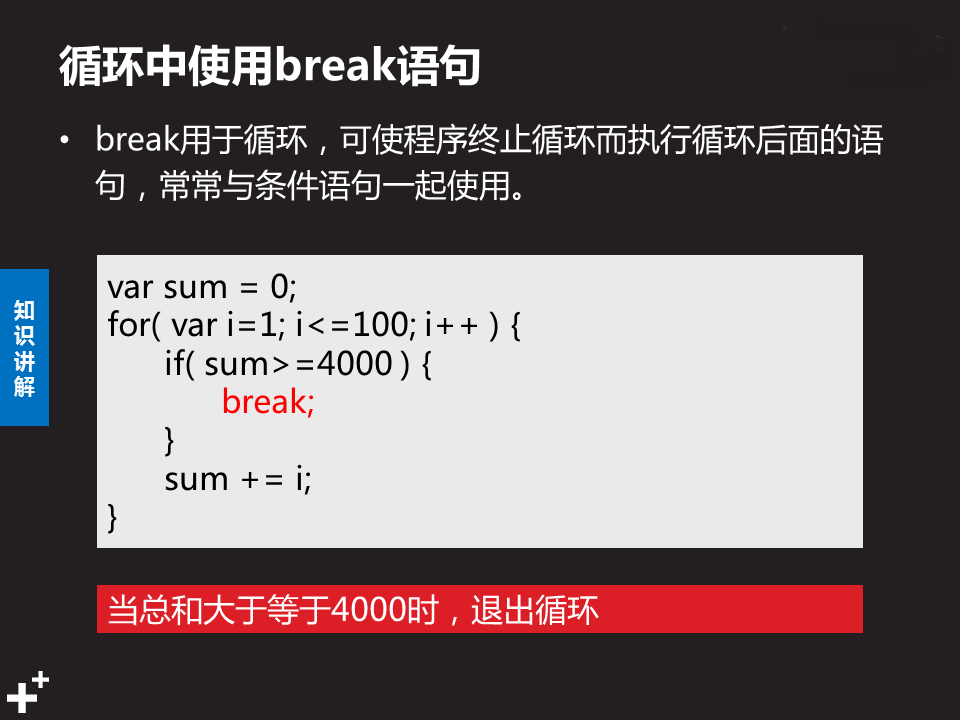 循环中使用break语句
• break用于循环，可使程序终止循环而执行循环后面的语
句，常常与条件语句一起使用。
知
识
讲
解
var sum = 0;
for( var i=1; i<=100; i++ ) {
if( sum>=4000 ) {
break;
}
sum += i;
}
当总和大于等于4000时，退出循环